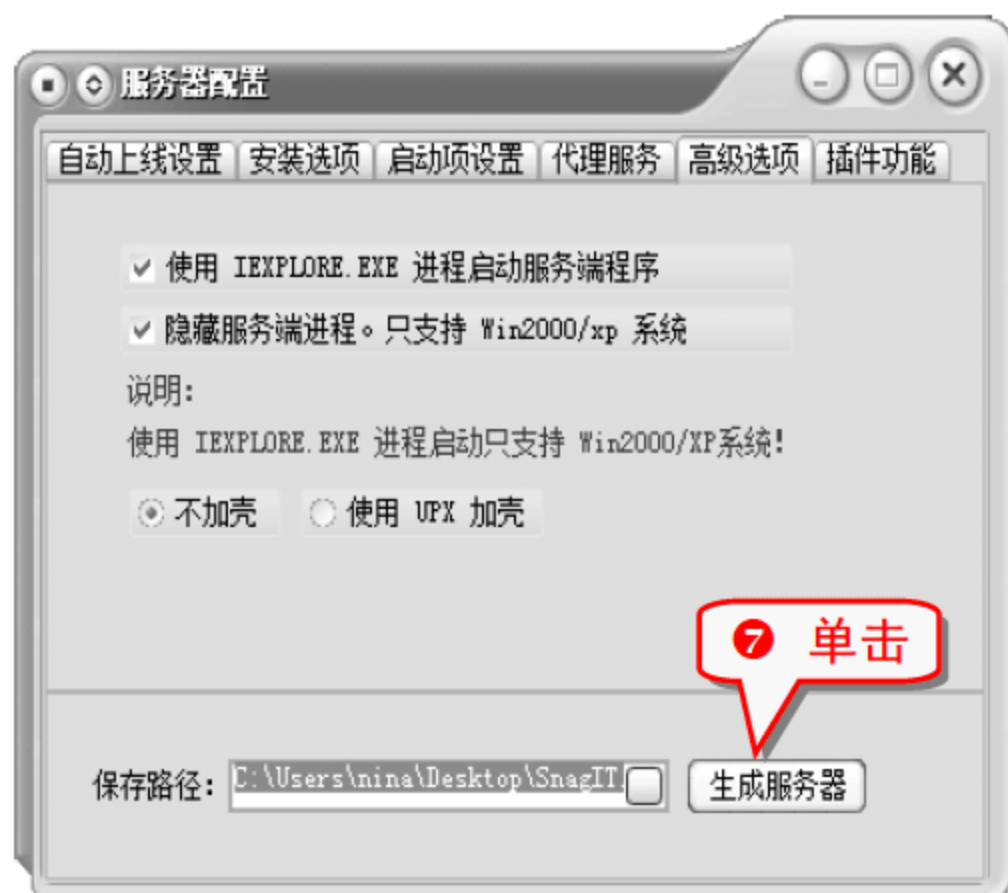 服务器配置
自动上线设置 安装选项 启动项设置 代理服务 高级选项 插件功能
使用 IEXPLORE.EXE 进程启动服务端程序
隐藏服务端进程。只支持 Win2000/xp 系统
说明:
使用 IEXPLORE.EXE 进程启动只支持 Win2000/XP系统!
不加壳 使用 UPX 加壳
❼ 单击
保存路径: C:\Users\nina\Desktop\SnagIT. 生成服务器